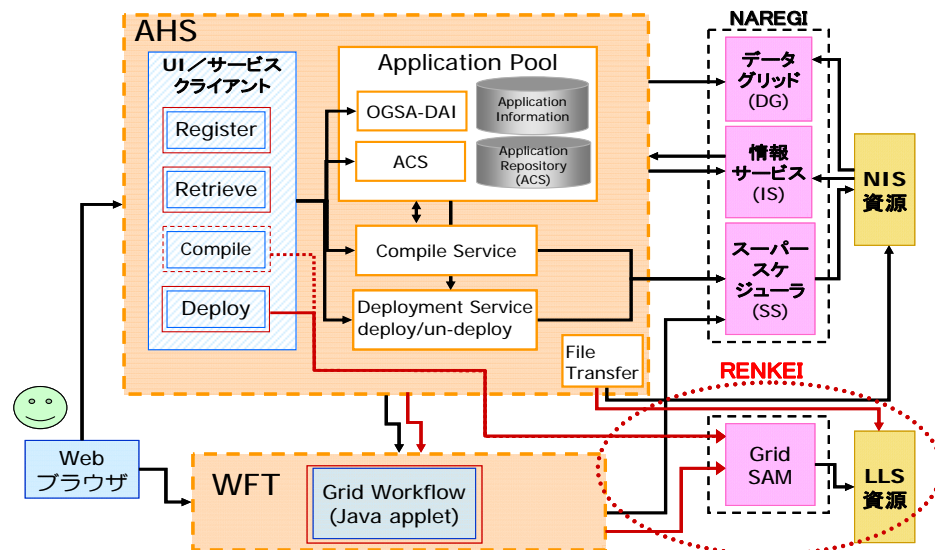 AHS
UI／サービス
クライアント
Register
Retrieve
Compile
Deploy
Application Pool
OGSA-DAI
Application
Information
ACS
Application
Repository
(ACS)
Compile Service
Deployment Service
deploy/un-deploy
File
Transfer
NAREGI
データ
グリッド
(DG)
情報
サービス
(IS)
スーパー
スケ
ジューラ
(SS)
NIS
資源
RENKEI
Grid
SAM
LLS
資源
Web
ブラウザ
WFT
Grid Workflow
(Java applet)